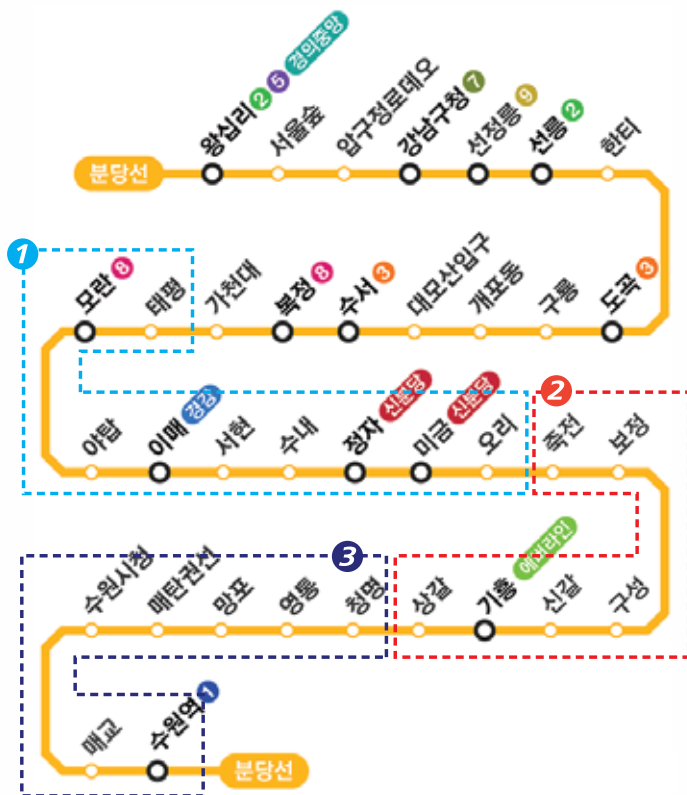 경의중앙
왕십리 2 5
서울숲
압구정로데오
강남구청 7
선정릉 9
선릉 2
한티
분당선
1
모란 8
태평
가천대
복정 8
수서 3
대모산입구
개포동
구룡
도곡 3
야탑
이매 경강
서현
수내
정자 신분당
미금 신분당
오리
2
죽전
보정
3
수원시청
매탄권선
망포
영통
청명
상갈
기흥 에버라인
신갈
구성
매교
수원역 1
분당선